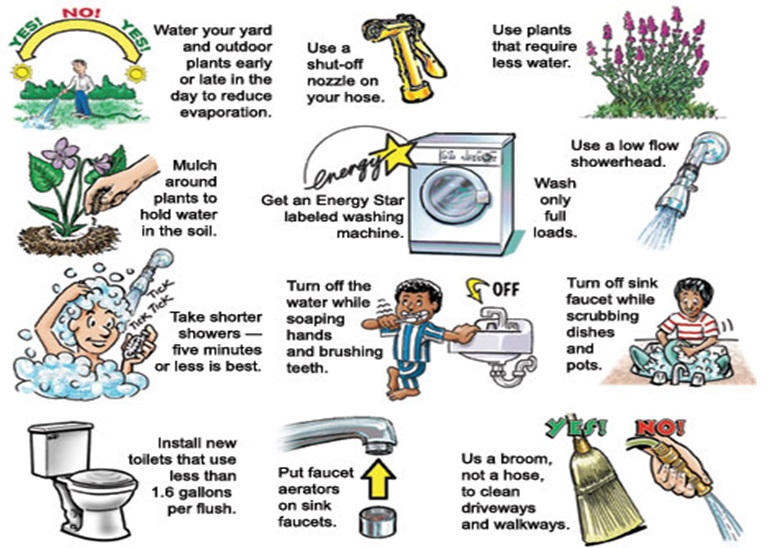 YES! NO! YES!
Water your yard
and outdoor
plants early
or late in the
day to reduce
evaporation.
Use a
shut-off
nozzle on
your hose.
Use plants
that require
less water.
Mulch
around
plants to
hold water
in the soil.
energy
Get an Energy Star
labeled washing
machine.
Wash
only
full
loads.
Use a low flow
showerhead.
TICK TICK
TICK
Take shorter
showers —
five minutes
or less is best.
Turn off the
water while
soaping
hands
and brushing
teeth.
OFF
Turn off sink
faucet while
scrubbing
dishes
and
pots.
Install new
toilets that use
less than
1.6 gallons
per flush.
Put faucet
aerators
on sink
faucets.
Us a broom,
not a hose,
to clean
driveways
and walkways.
YES! NO!